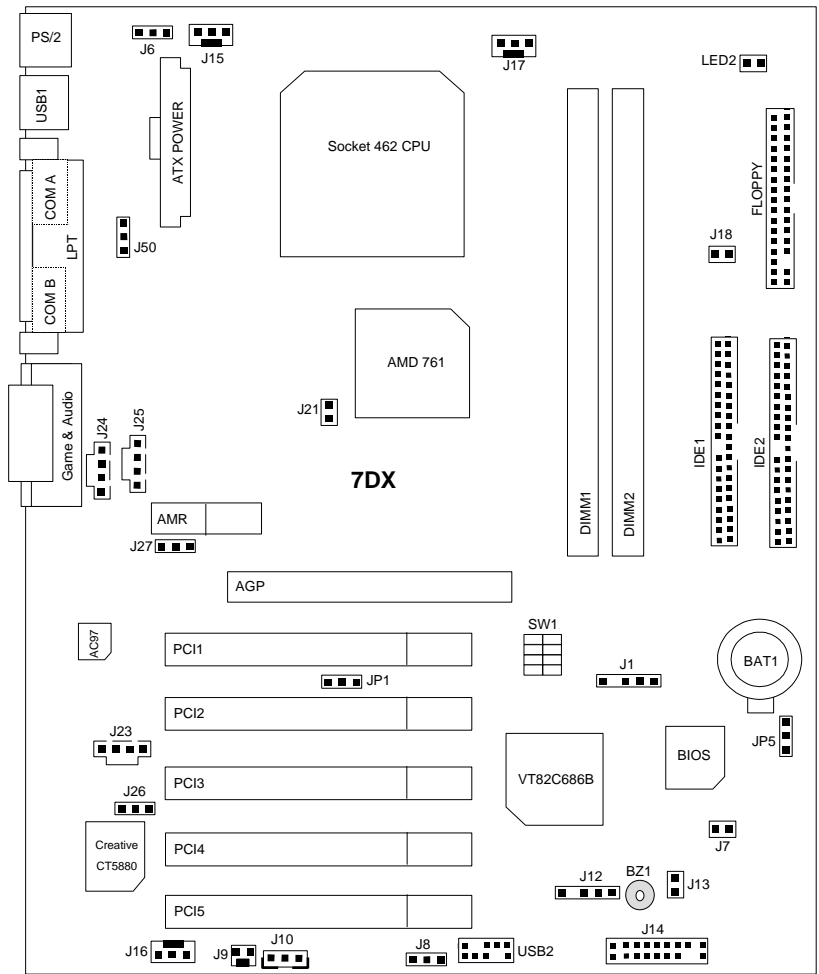 PS/2
J6
J15
J17
LED2
USB1
ATX POWER
Socket 462 CPU
FLOPPY
COM A
LPT
J50
J18
COM B
AMD 761
Game & Audio
J24
J25
J21
IDE1
IDE2
7DX
DIMM1
DIMM2
AMR
J27
AGP
SW1
AC97
PCI1
J1
BAT1
JP1
PCI2
J23
JP5
BIOS
PCI3
VT82C686B
J26
J7
Creative
CT5880
PCI4
J12
BZ1
J13
PCI5
J16
J9
J10
J8
USB2
J14